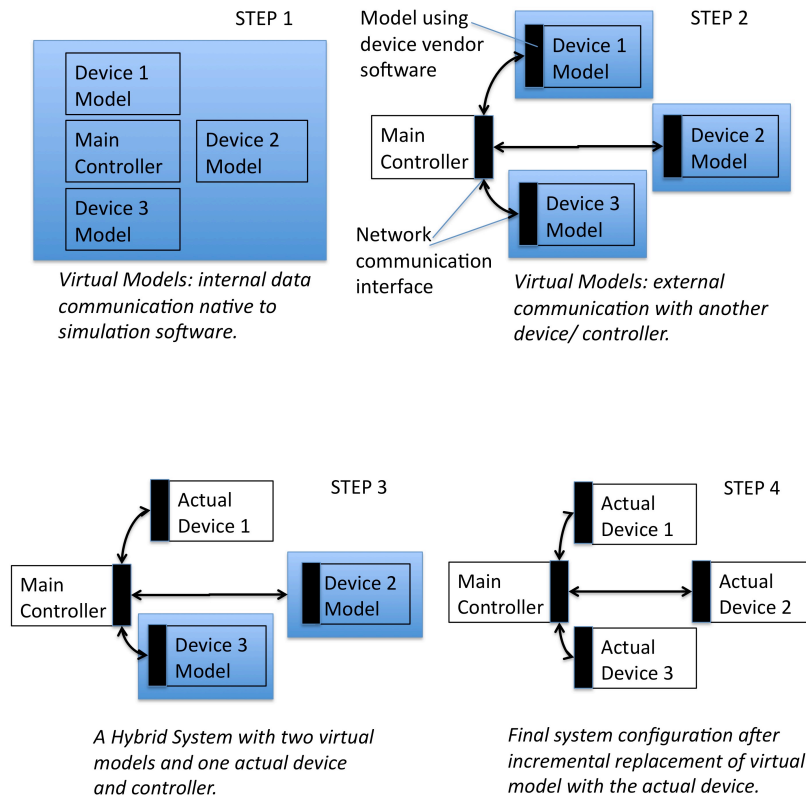 STEP 1
Device 1
Model
Main
Controller
Device 2
Model
Device 3
Model
Virtual Models: internal data
communication native to
simulation software.
Model using
device vendor
software
STEP 2
Device 1
Model
Main
Controller
Device 2
Model
Device 3
Model
Network
communication
interface
Virtual Models: external
communication with another
device/ controller.
STEP 3
Actual
Device 1
Main
Controller
Device 2
Model
Device 3
Model
A Hybrid System with two virtual
models and one actual device
and controller.
STEP 4
Actual
Device 1
Main
Controller
Actual
Device 2
Actual
Device 3
Final system configuration after
incremental replacement of virtual
model with the actual device.